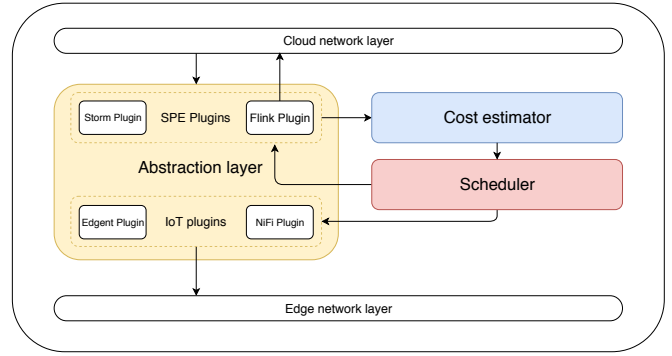 Cloud network layer
Storm Plugin
SPE Plugins
Flink Plugin
Cost estimator
Abstraction layer
Scheduler
Edgent Plugin
IoT plugins
NiFi Plugin
Edge network layer